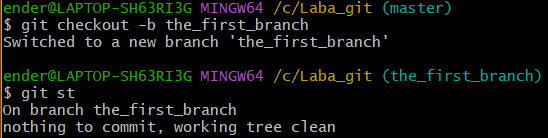 ender@LAPTOP-SH63RI3G MINGW64 /c/Laba_git (master)
$ git checkout -b the_first_branch
Switched to a new branch 'the_first_branch'
ender@LAPTOP-SH63RI3G MINGW64 /c/Laba_git (the_first_branch)
$ git st
On branch the_first_branch
nothing to commit, working tree clean